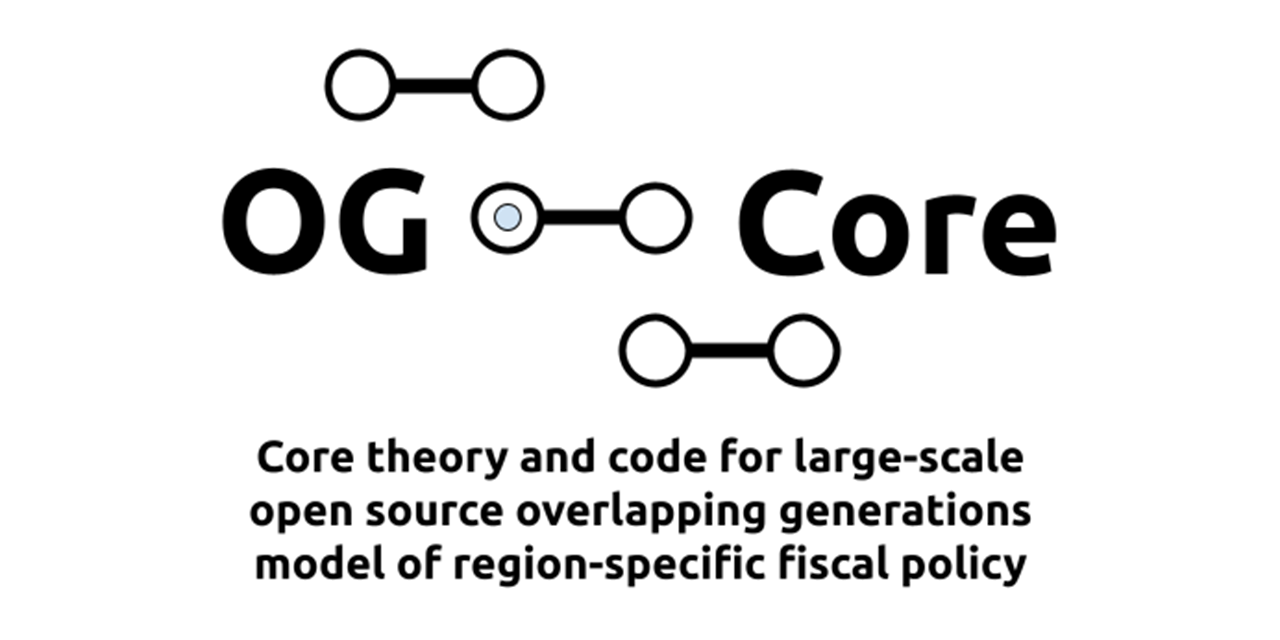 OG Core
Core theory and code for large-scale
open source overlapping generations
model of region-specific fiscal policy